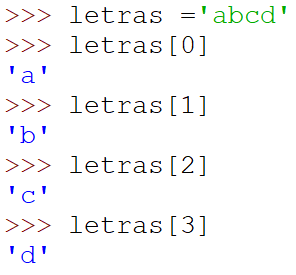 >>> letras ='abcd'
>>> letras[0]
'a'
>>> letras[1]
'b'
>>> letras[2]
'c'
>>> letras[3]
'd'